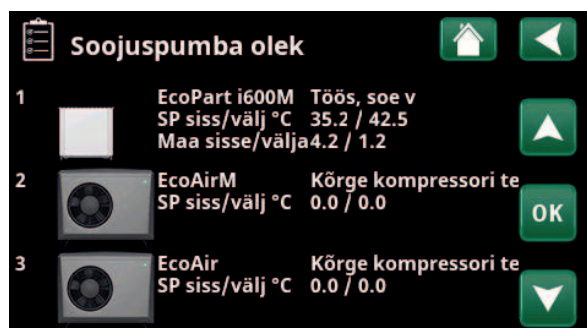 Soojuspumba olek
1 EcoPart i600M Töös, soe v
SP siss/välj °C 35.2 / 42.5
Maa sisse/välja 4.2 / 1.2
2 EcoAirM Kõrge kompressori te
SP siss/välj °C 0.0 / 0.0
OK
3 EcoAir Kõrge kompressori te
SP siss/välj °C 0.0 / 0.0